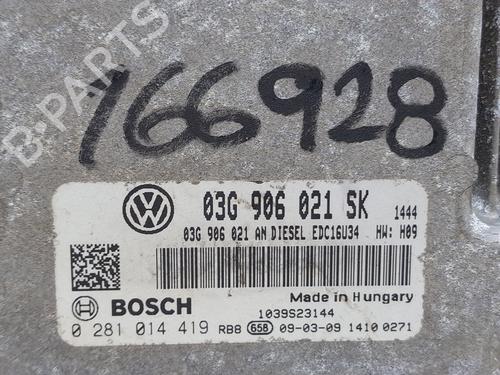 B-PARTS
166928
03G 906 021 SK 1444
03G 906 021 AN DIESEL EDC16U34 HW: H09
BOSCH
Made in Hungary
1039S23144
0 281 014 419 RB8 658 09-03-09 1410 0271